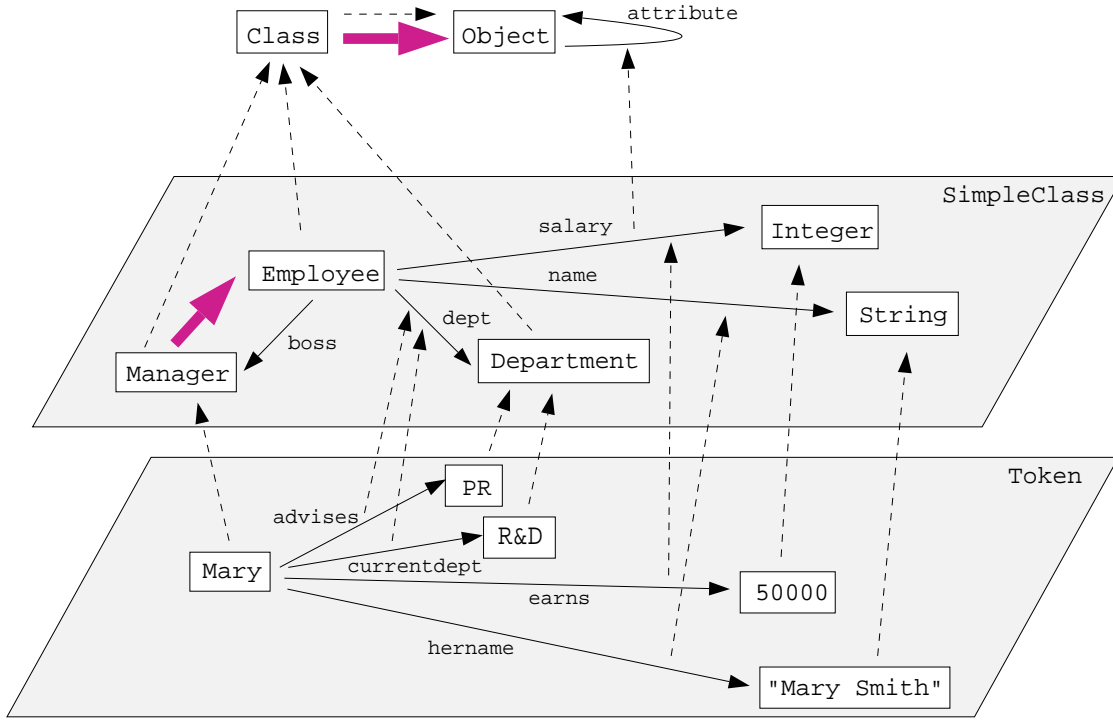 attribute
Class
Object
SimpleClass
salary
Integer
Employee
name
String
boss
dept
Manager
Department
Token
PR
advises
R&D
currentdept
Mary
earns
50000
hername
"Mary Smith"